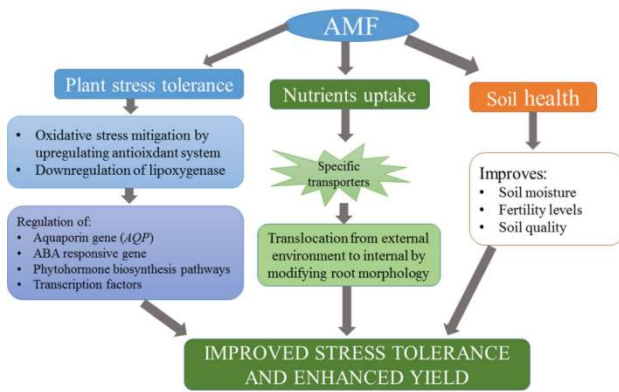 AMF
Plant stress tolerance
Nutrients uptake
Soil health
• Oxidative stress mitigation by
upregulating antioixdant system
• Downregulation of lipoxygenase
Specific
transporters
Improves:
• Soil moisture
• Fertility levels
• Soil quality
Regulation of:
• Aquaporin gene (AQP)
• ABA responsive gene
• Phytohormone biosynthesis pathways
• Transcription factors
Translocation from external
environment to internal by
modifying root morphology
IMPROVED STRESS TOLERANCE
AND ENHANCED YIELD